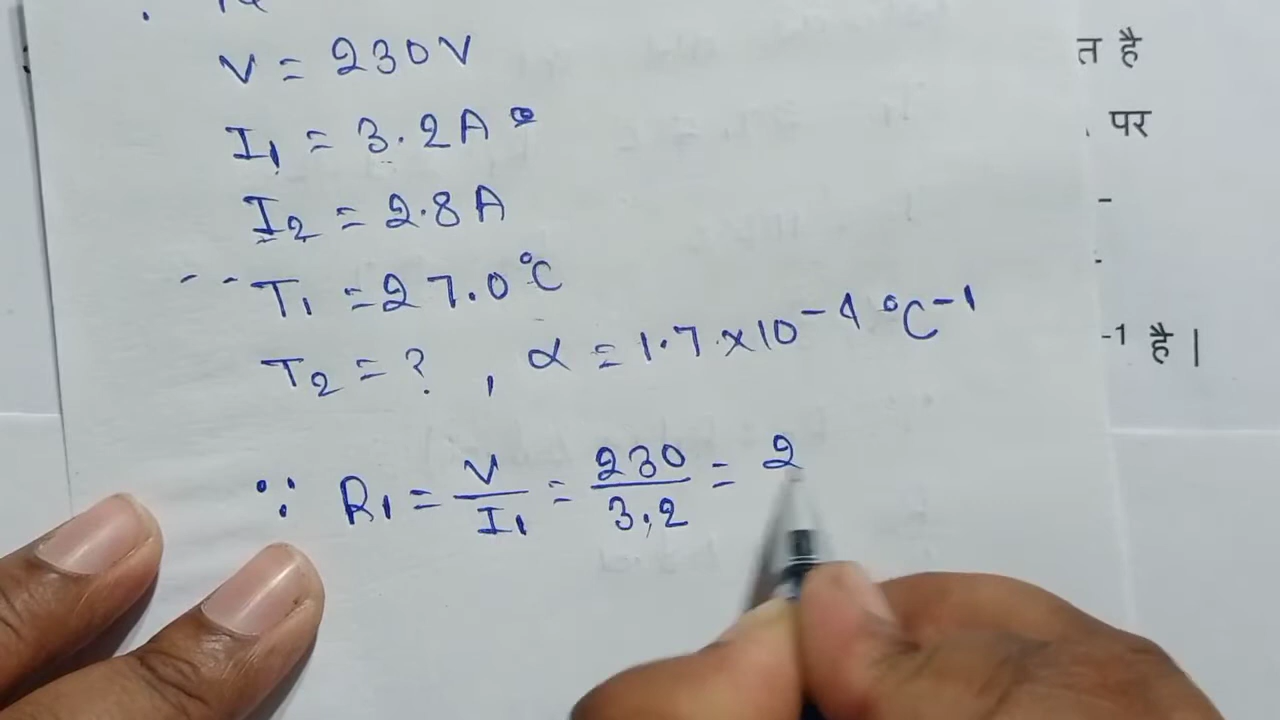 V = 230V
त है
I₁ = 3.2A
पर
I₂ = 2.8A
-
T₁ = 27.0°C
T₂ = ? , α = 1.7×10⁻⁴ °C⁻¹
-1 है |
∵ R₁ = V/I₁ = 230/3.2 = 2